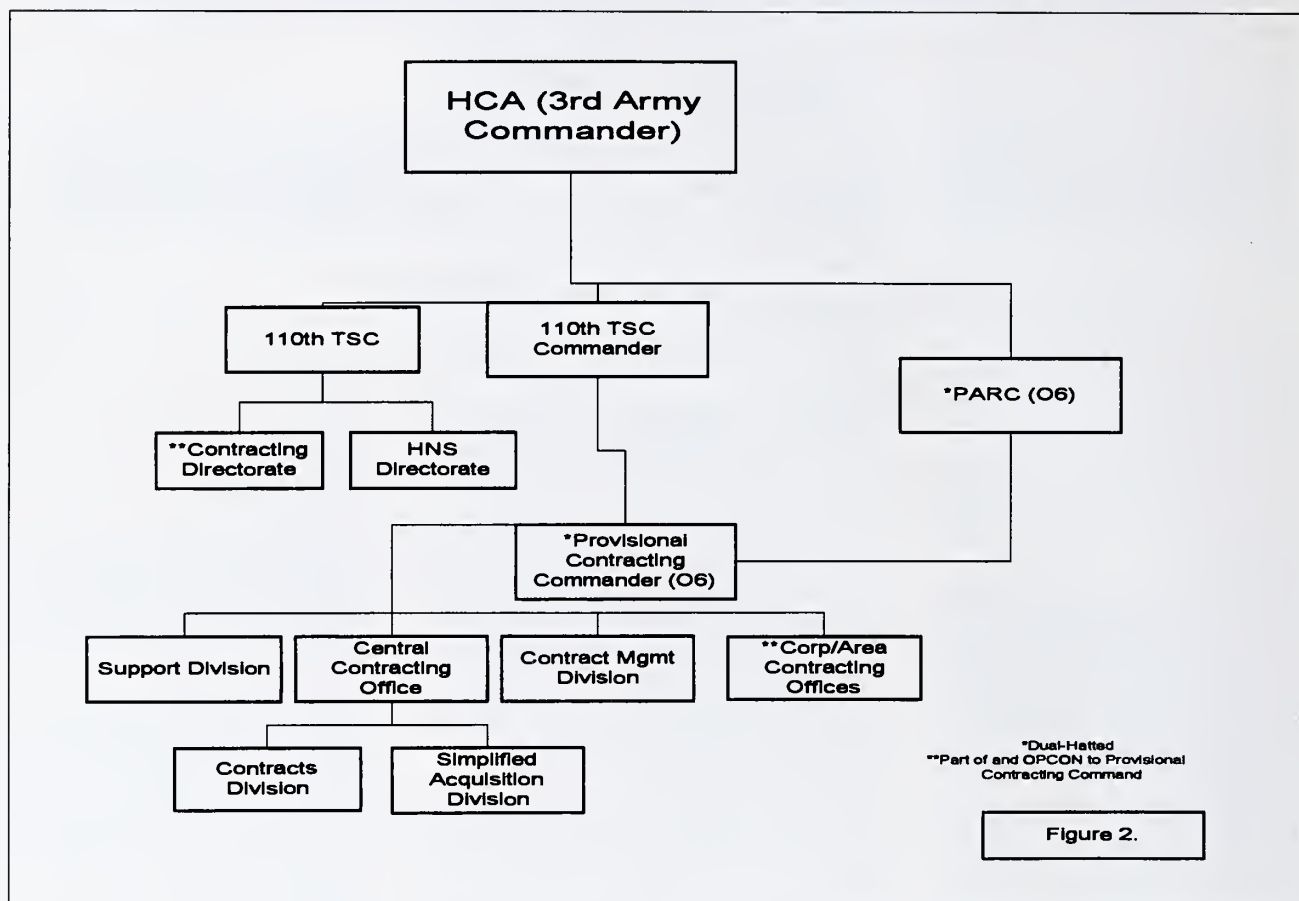 HCA (3rd Army
Commander)
110th TSC
110th TSC
Commander
*PARC (O6)
**Contracting
Directorate
HNS
Directorate
*Provisional
Contracting
Commander (O6)
Support Division
Central
Contracting
Office
Contract Mgmt
Division
**Corp/Area
Contracting
Offices
Contracts
Division
Simplified
Acquisition
Division
*Dual-Hatted
**Part of and OPCON to Provisional
Contracting Command
Figure 2.